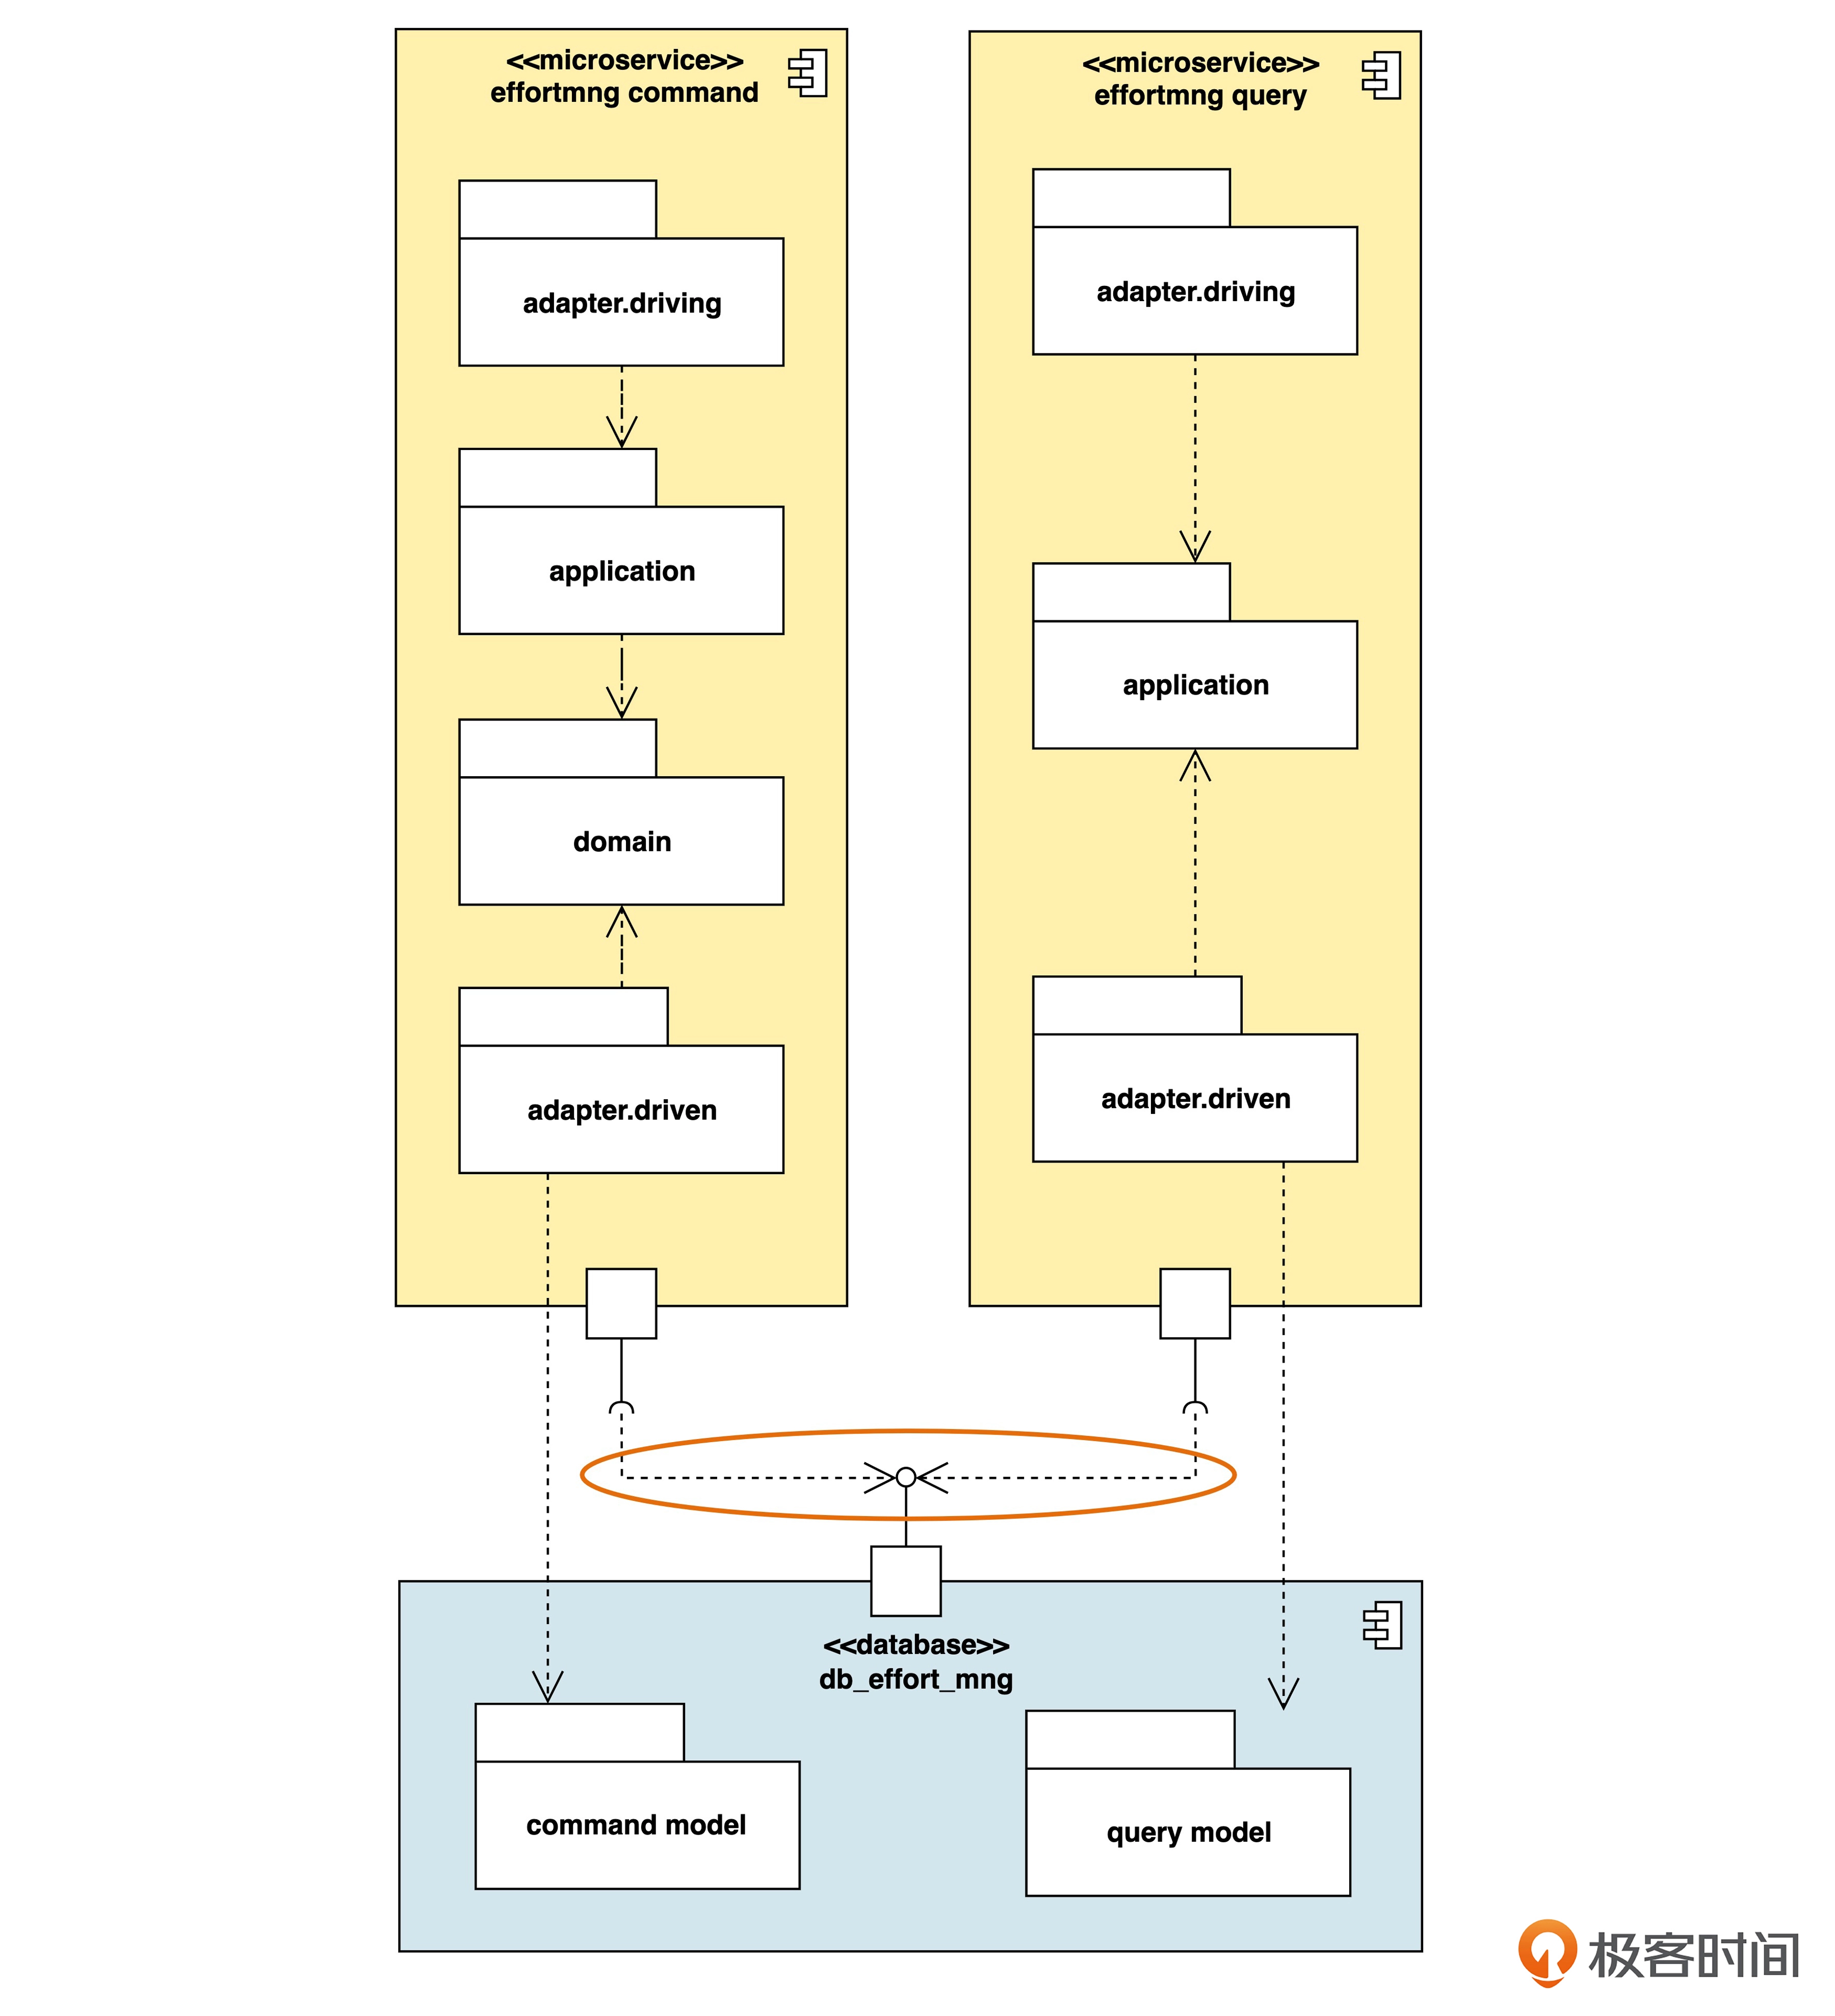 <<microservice>>
effortmng command
adapter.driving
application
domain
adapter.driven
<<microservice>>
effortmng query
adapter.driving
application
adapter.driven
<<database>>
db_effort_mng
command model
query model
极客时间